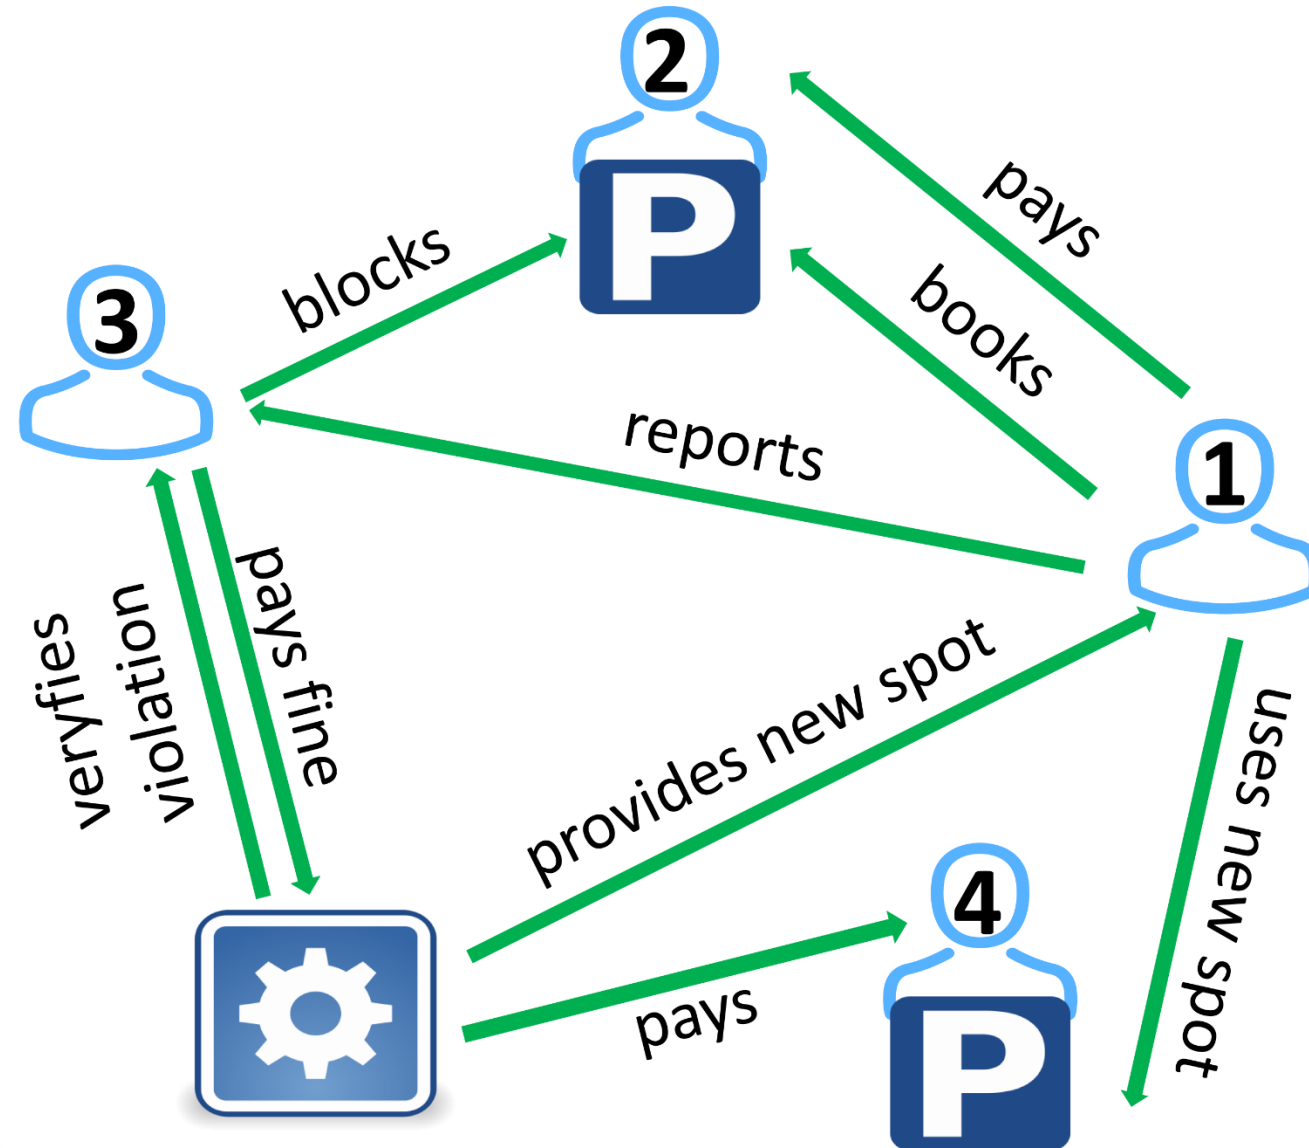 2
P
pays
books
blocks
3
reports
1
veryfies
violation
pays fine
provides new spot
uses new spot
4
pays
P